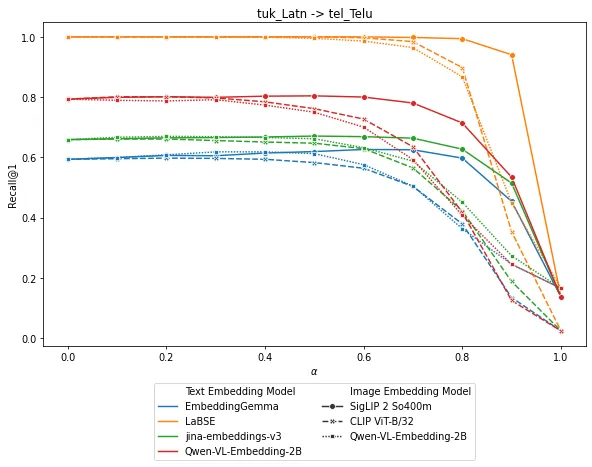 tuk_Latn -> tel_Telu
Recall@1
1.0
0.8
0.6
0.4
0.2
0.0
0.0 0.2 0.4 0.6 0.8 1.0
α
Text Embedding Model
EmbeddingGemma
LaBSE
jina-embeddings-v3
Qwen-VL-Embedding-2B
Image Embedding Model
SigLIP 2 So400m
CLIP ViT-B/32
Qwen-VL-Embedding-2B